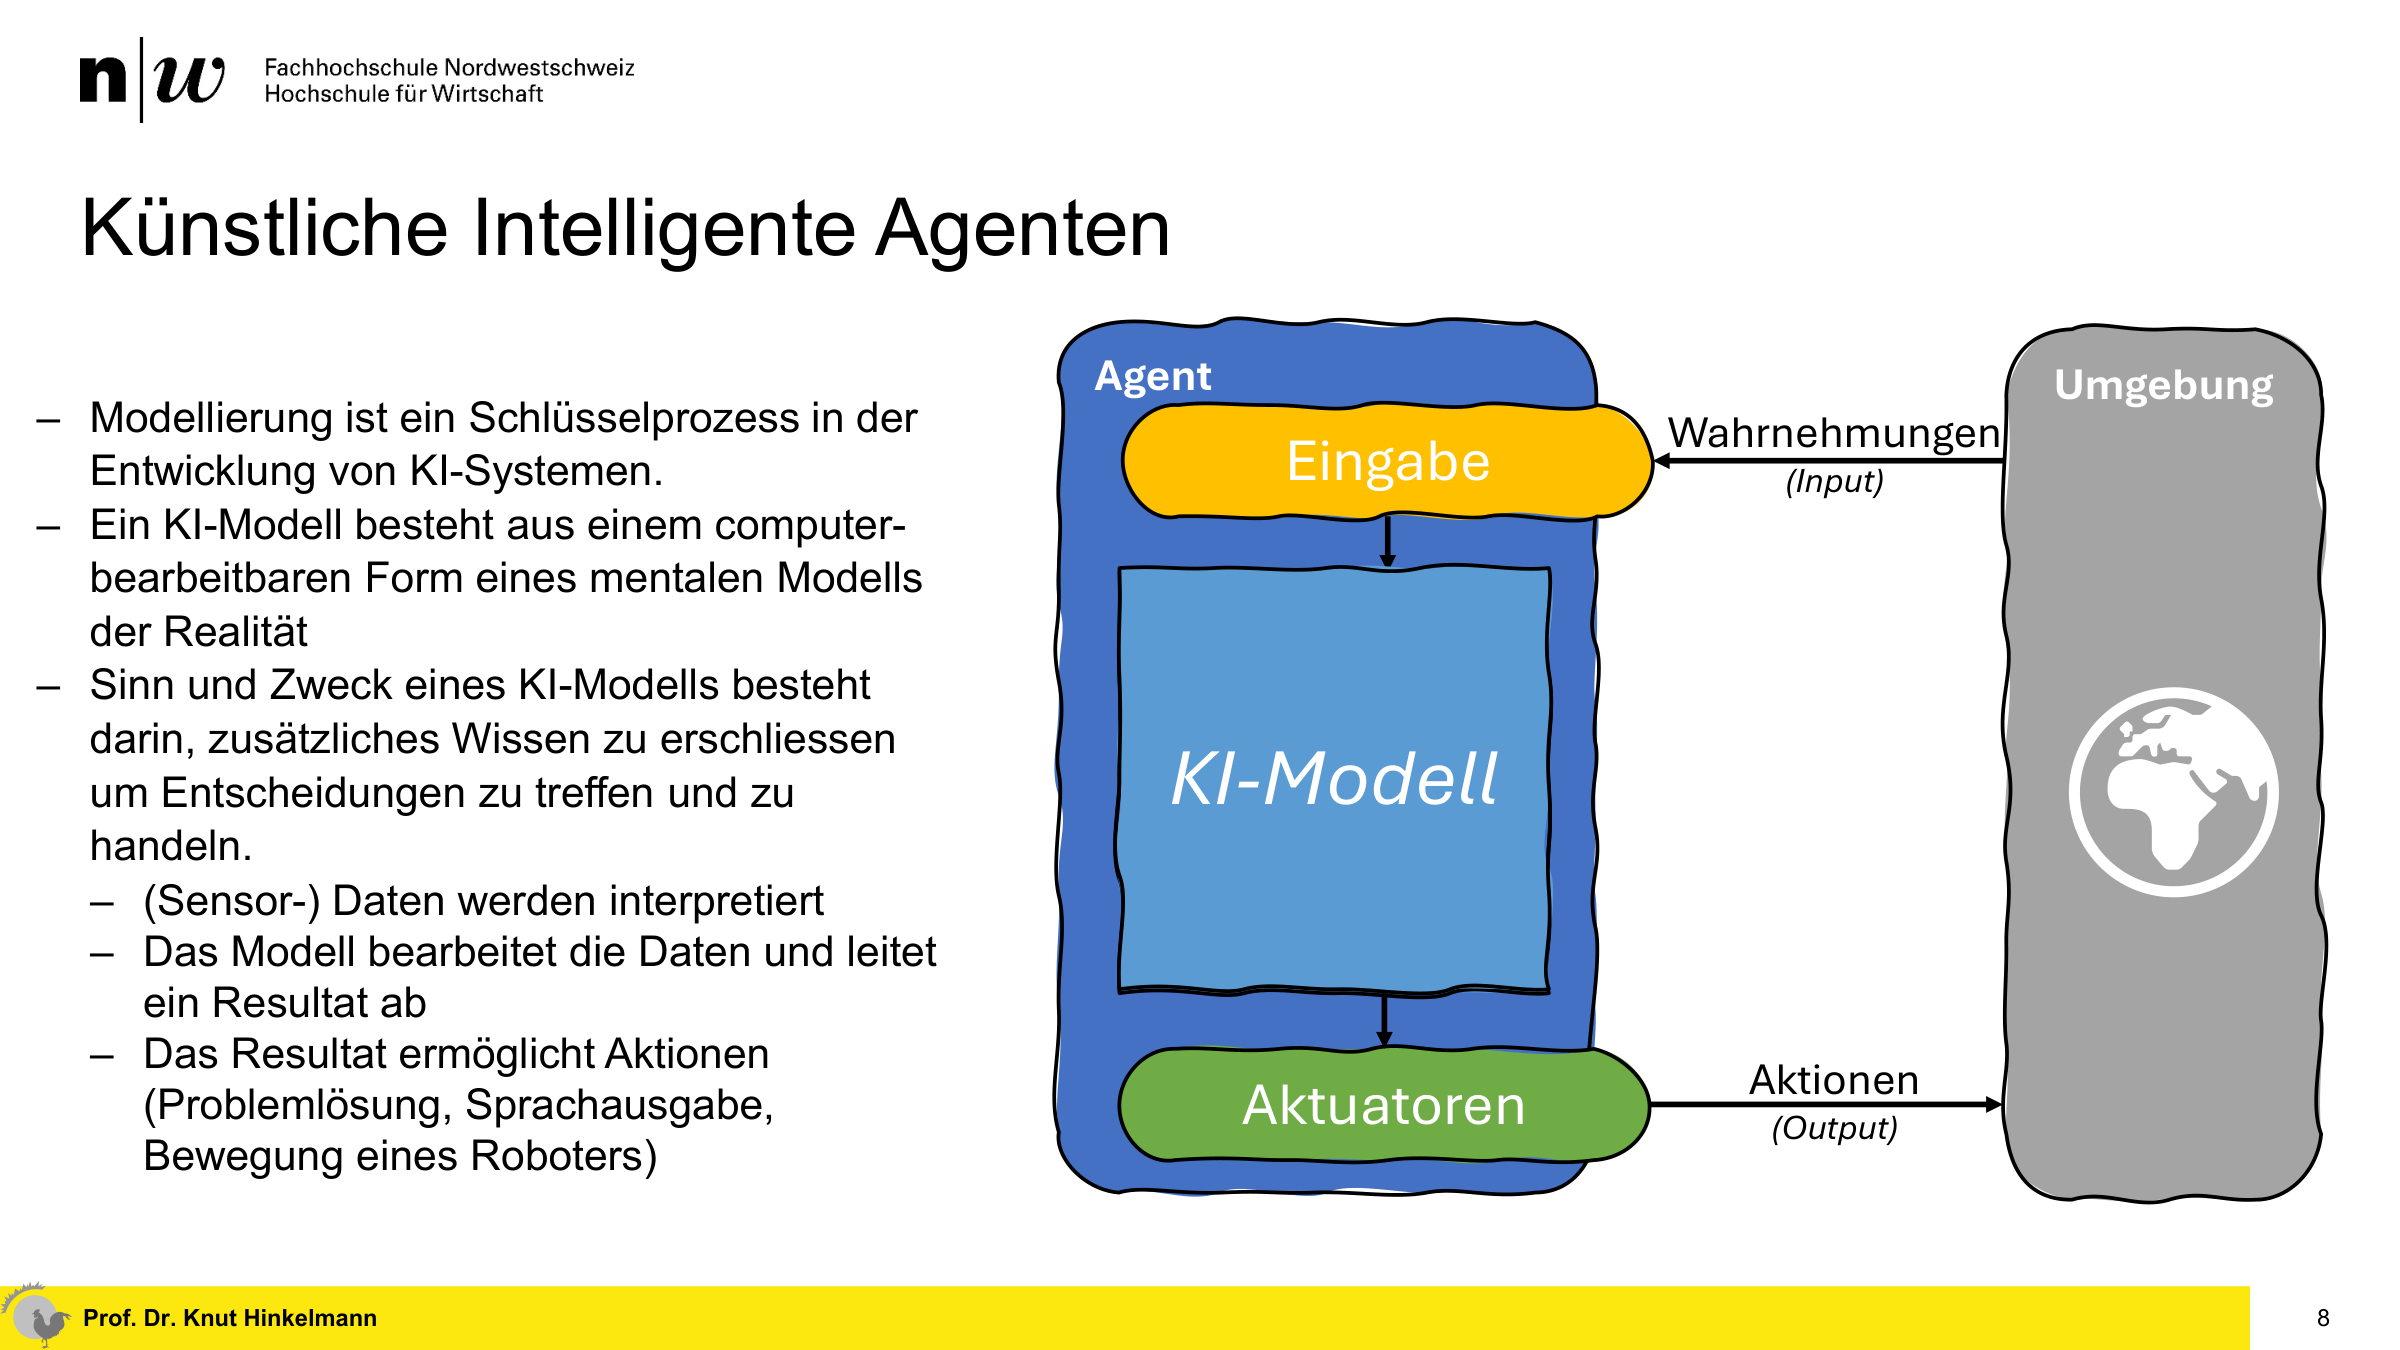 n|w Fachhochschule Nordwestschweiz
Hochschule für Wirtschaft
Künstliche Intelligente Agenten
– Modellierung ist ein Schlüsselprozess in der
Entwicklung von KI-Systemen.
– Ein KI-Modell besteht aus einem computer-
bearbeitbaren Form eines mentalen Modells
der Realität
– Sinn und Zweck eines KI-Modells besteht
darin, zusätzliches Wissen zu erschliessen
um Entscheidungen zu treffen und zu
handeln.
– (Sensor-) Daten werden interpretiert
– Das Modell bearbeitet die Daten und leitet
ein Resultat ab
– Das Resultat ermöglicht Aktionen
(Problemlösung, Sprachausgabe,
Bewegung eines Roboters)
Agent
Eingabe
KI-Modell
Aktuatoren
Wahrnehmungen
(Input)
Aktionen
(Output)
Umgebung
Prof. Dr. Knut Hinkelmann
8